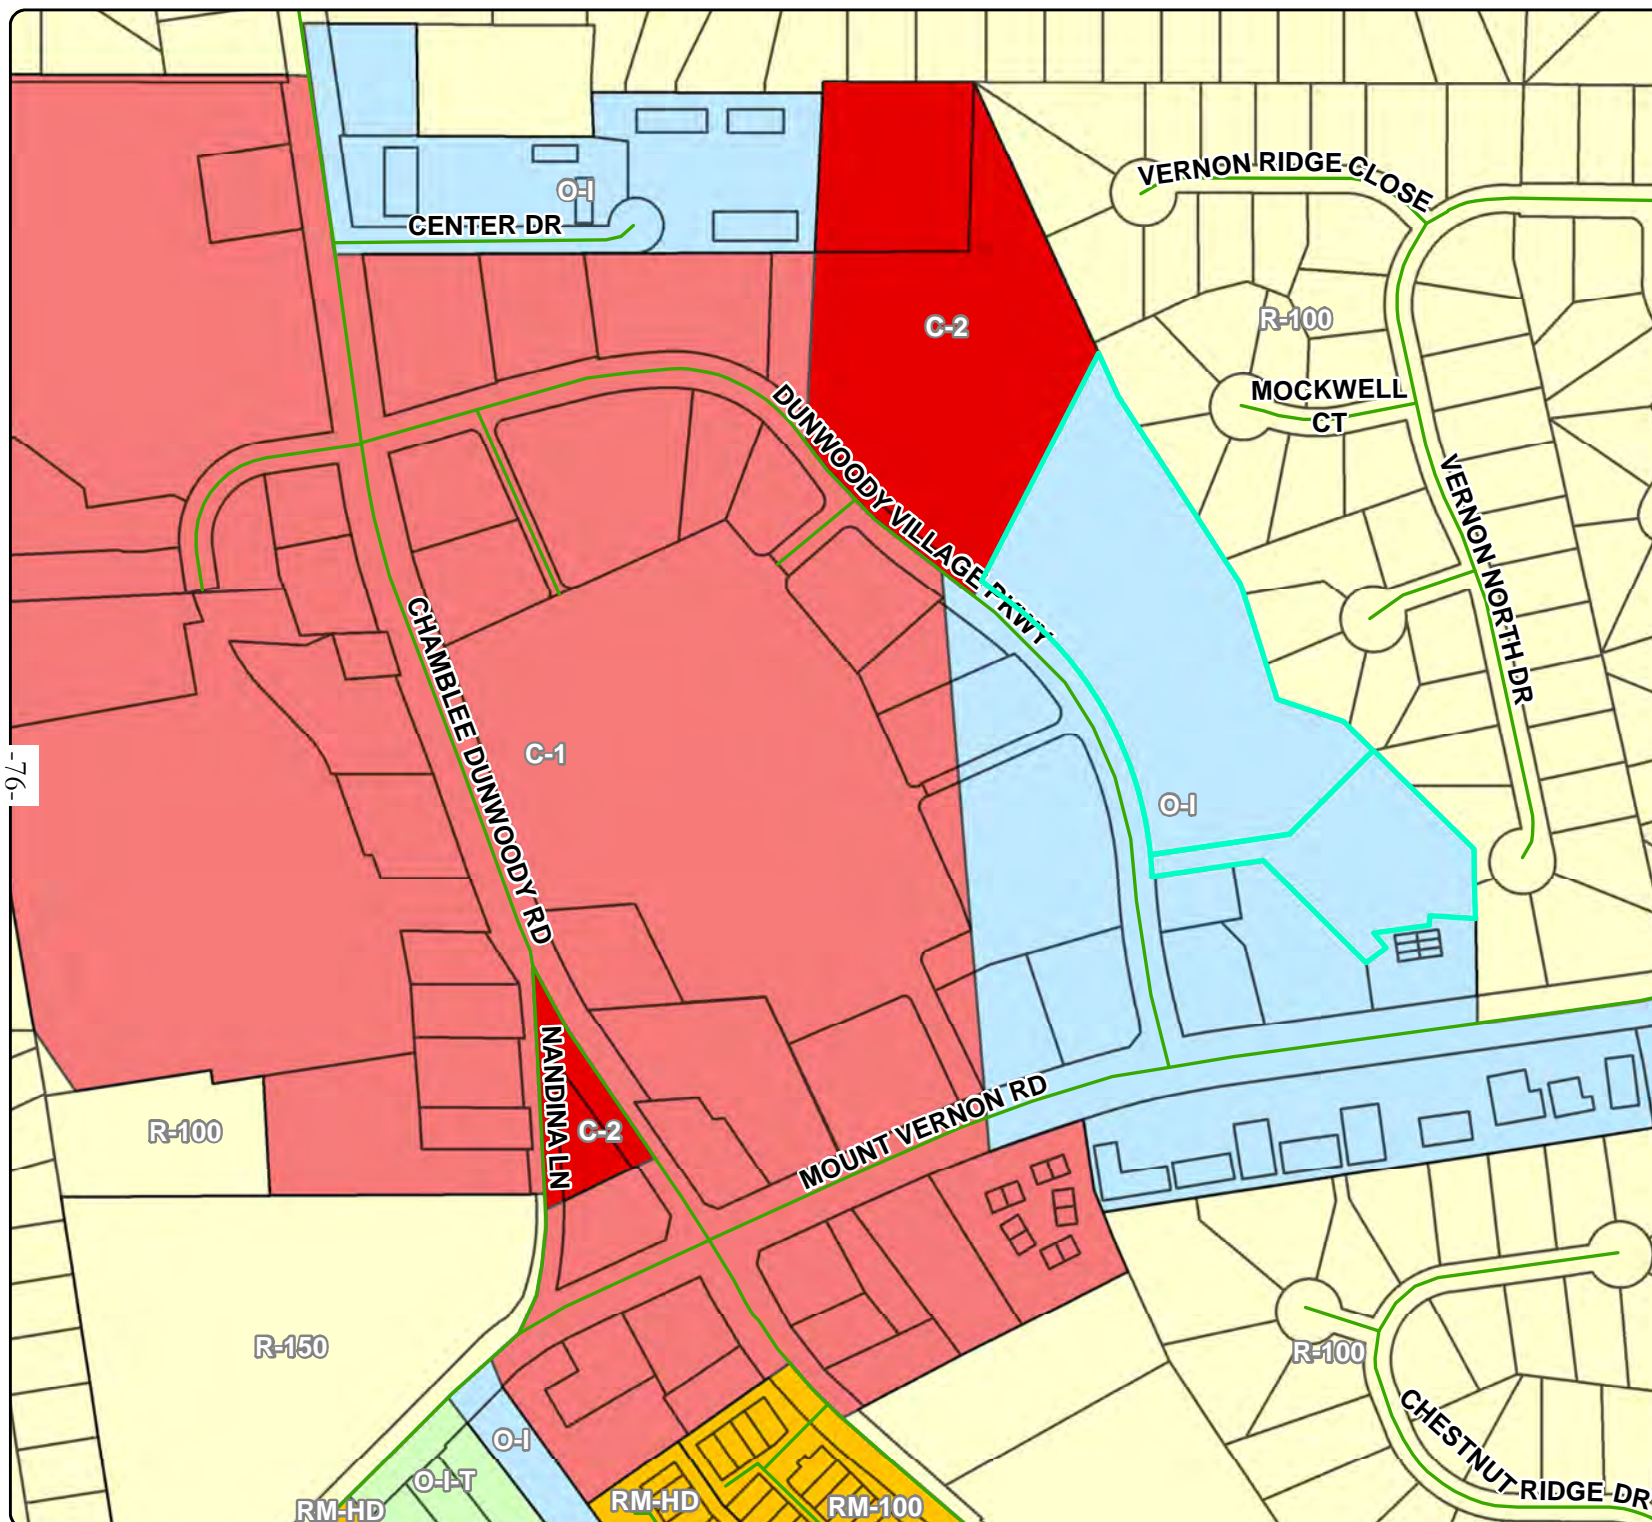 VERNON RIDGE CLOSE
O-I
CENTER DR
C-2
R-100
MOCKWELL
CT
DUNWOODY VILLAGE PKWY
VERNON NORTH DR
CHAMBLEE DUNWOODY RD
C-1
-76-
O-I
NANDINA LN
C-2
MOUNT VERNON RD
R-100
R-150
R-100
CHESTNUT RIDGE DR
O-I
O-I-T
RM-HD
RM-HD
RM-100